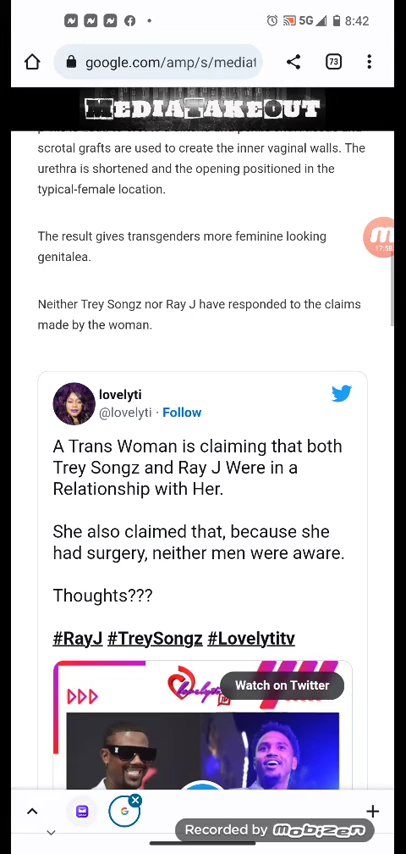 5G 8:42
google.com/amp/s/mediat
73
MEDIATAKEOUT
scrotal grafts are used to create the inner vaginal walls. The
urethra is shortened and the opening positioned in the
typical-female location.
The result gives transgenders more feminine looking
genitalea.
m
17:58
Neither Trey Songz nor Ray J have responded to the claims
made by the woman.
lovelyti
@lovelyti · Follow
A Trans Woman is claiming that both
Trey Songz and Ray J Were in a
Relationship with Her.
She also claimed that, because she
had surgery, neither men were aware.
Thoughts???
#RayJ #TreySongz #Lovelytitv
Watch on Twitter
G
Recorded by mobizen